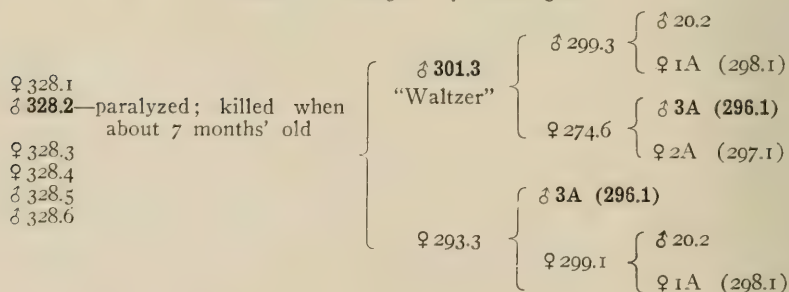 ♀ 328.1
♂ 328.2—paralyzed; killed when
about 7 months' old
♀ 328.3
♀ 328.4
♂ 328.5
♂ 328.6
♂ 301.3
"Waltzer"
♀ 293.3
♂ 299.3
♀ 274.6
♂ 3A (296.1)
♀ 299.1
♂ 20.2
♀ 1A (298.1)
♂ 3A (296.1)
♀ 2A (297.1)
♂ 20.2
♀ 1A (298.1)